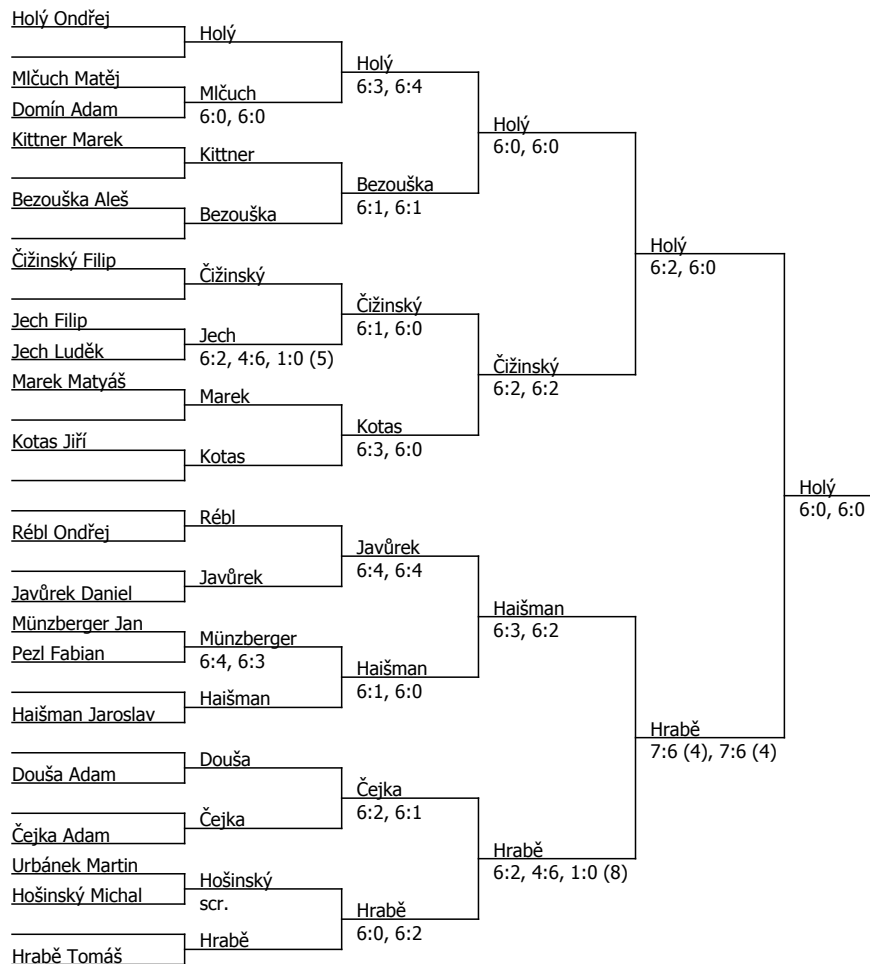 Holý Ondřej
Holý
Mlčuch Matěj
Domín Adam
Mlčuch
6:0, 6:0
Holý
6:3, 6:4
Kittner Marek
Kittner
Bezouška Aleš
Bezouška
Bezouška
6:1, 6:1
Holý
6:0, 6:0
Čižinský Filip
Čižinský
Jech Filip
Jech Luděk
Jech
6:2, 4:6, 1:0 (5)
Čižinský
6:1, 6:0
Marek Matyáš
Marek
Kotas Jiří
Kotas
Kotas
6:3, 6:0
Čižinský
6:2, 6:2
Holý
6:2, 6:0
Rébl Ondřej
Rébl
Javůrek Daniel
Javůrek
Javůrek
6:4, 6:4
Münzberger Jan
Pezl Fabian
Münzberger
6:4, 6:3
Haišman Jaroslav
Haišman
Haišman
6:1, 6:0
Haišman
6:3, 6:2
Douša Adam
Douša
Čejka Adam
Čejka
Čejka
6:2, 6:1
Urbánek Martin
Hošinský Michal
Hošinský
scr.
Hrabě Tomáš
Hrabě
Hrabě
6:0, 6:2
Hrabě
6:2, 4:6, 1:0 (8)
Hrabě
7:6 (4), 7:6 (4)
Holý
6:0, 6:0